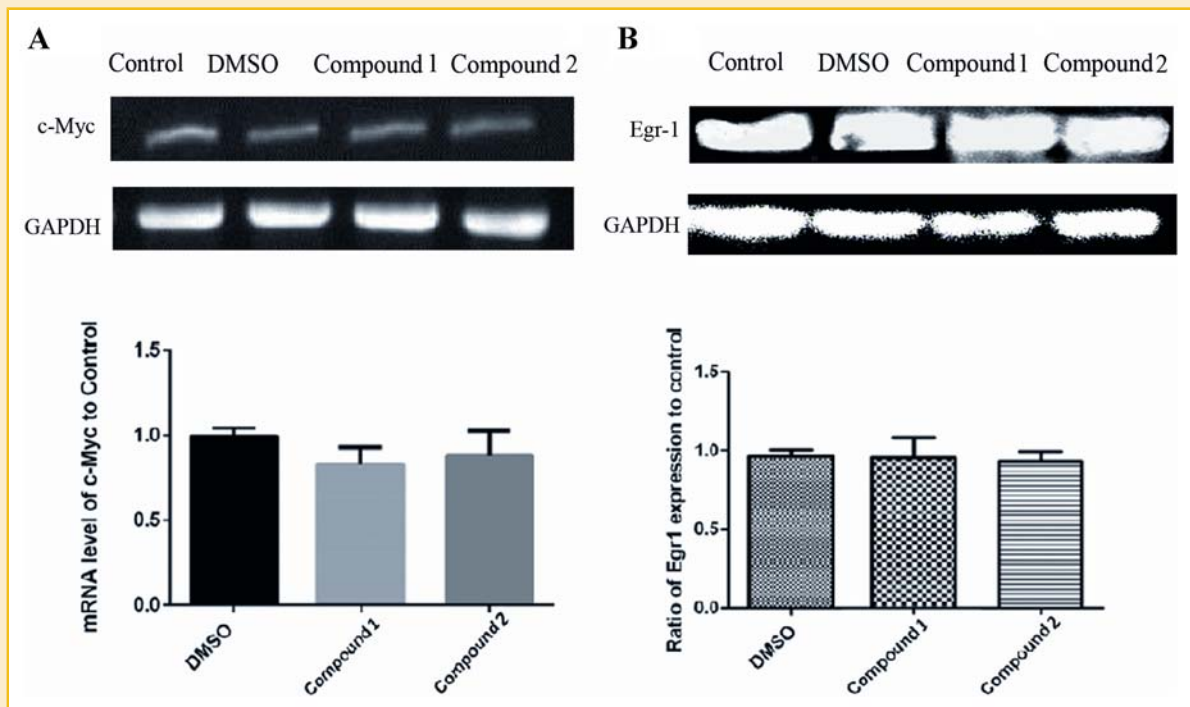 A
Control DMSO Compound 1 Compound 2
c-Myc
GAPDH
mRNA level of c-Myc to Control
1.5
1.0
0.5
0.0
DMSO
Compound 1
Compound 2
B
Control DMSO Compound 1 Compound 2
Egr-1
GAPDH
Ratio of Egr1 expression to control
1.5
1.0
0.5
0.0
DMSO
Compound 1
Compound 2